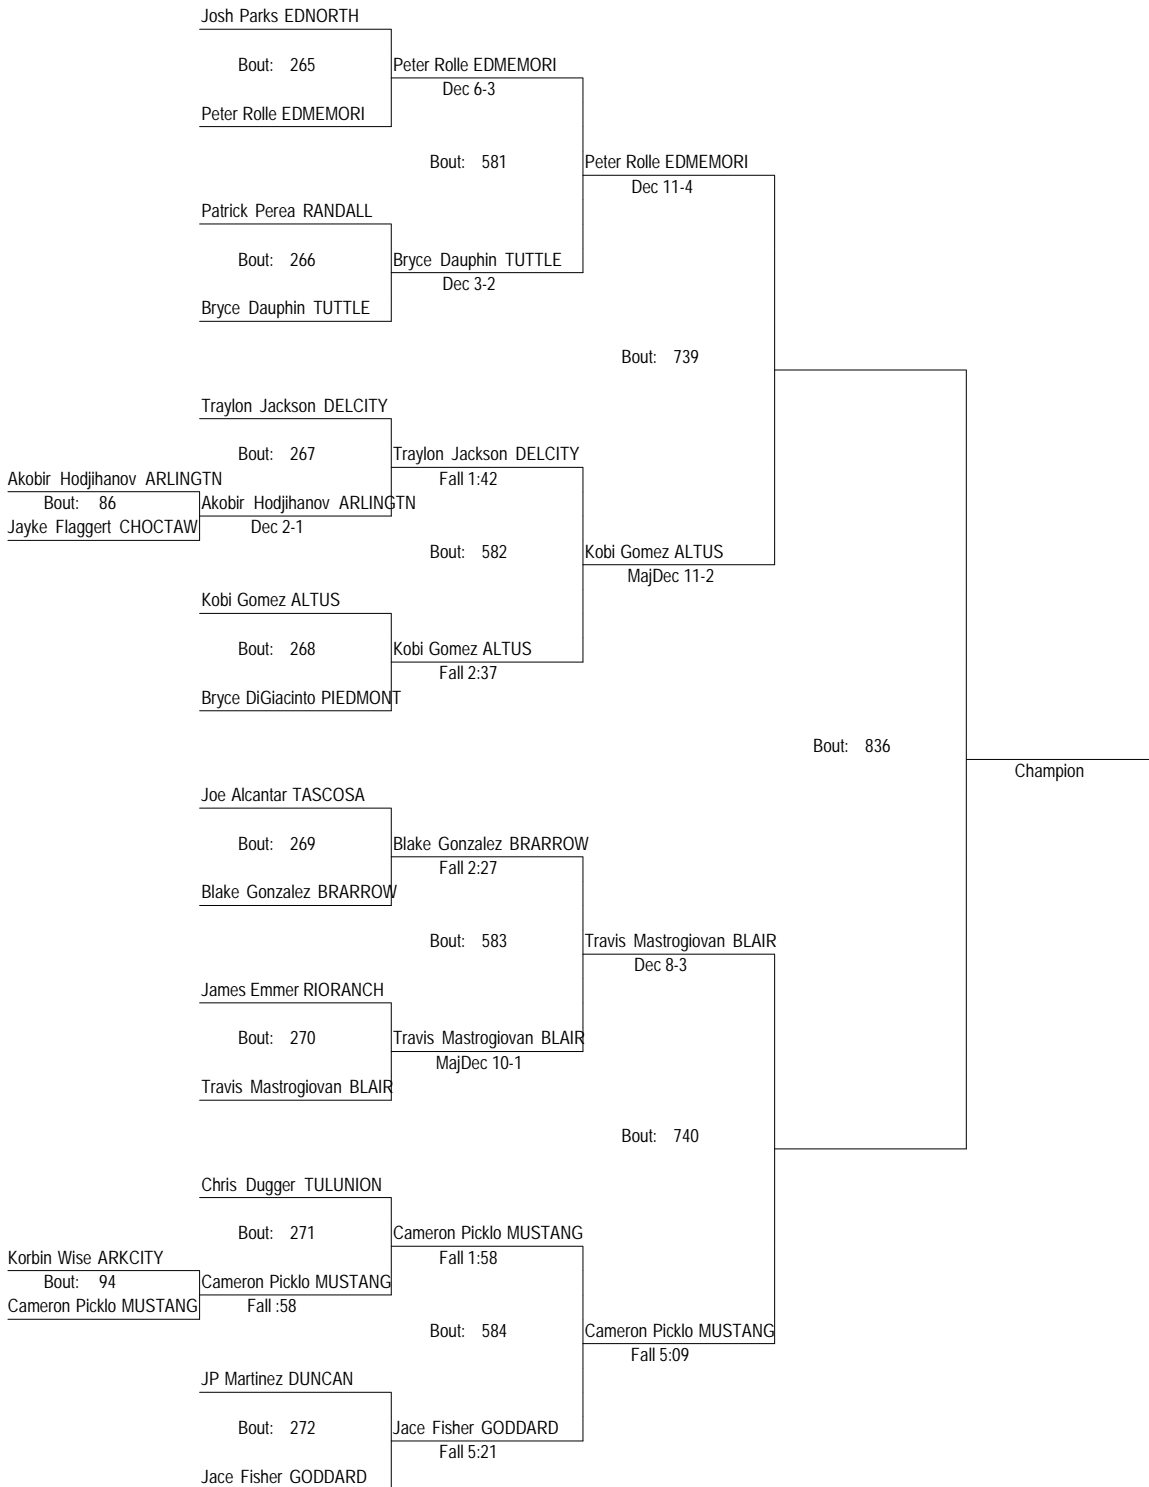 Josh Parks EDNORTH
Bout: 265
Peter Rolle EDMEMORI
Dec 6-3
Peter Rolle EDMEMORI
Bout: 581
Peter Rolle EDMEMORI
Dec 11-4
Patrick Perea RANDALL
Bout: 266
Bryce Dauphin TUTTLE
Dec 3-2
Bryce Dauphin TUTTLE
Bout: 739
Traylon Jackson DELCITY
Bout: 267
Traylon Jackson DELCITY
Fall 1:42
Akobir Hodjihanov ARLINGTN
Bout: 86
Akobir Hodjihanov ARLINGTN
Jayke Flaggert CHOCTAW
Dec 2-1
Bout: 582
Kobi Gomez ALTUS
MajDec 11-2
Kobi Gomez ALTUS
Bout: 268
Kobi Gomez ALTUS
Fall 2:37
Bryce DiGiacinto PIEDMONT
Bout: 836
Champion
Joe Alcantar TASCOSA
Bout: 269
Blake Gonzalez BRARROW
Fall 2:27
Blake Gonzalez BRARROW
Bout: 583
Travis Mastrogiovan BLAIR
Dec 8-3
James Emmer RIORANCH
Bout: 270
Travis Mastrogiovan BLAIR
MajDec 10-1
Travis Mastrogiovan BLAIR
Bout: 740
Chris Dugger TULUNION
Bout: 271
Cameron Picklo MUSTANG
Fall 1:58
Korbin Wise ARKCITY
Bout: 94
Cameron Picklo MUSTANG
Cameron Picklo MUSTANG
Fall :58
Bout: 584
Cameron Picklo MUSTANG
Fall 5:09
JP Martinez DUNCAN
Bout: 272
Jace Fisher GODDARD
Fall 5:21
Jace Fisher GODDARD